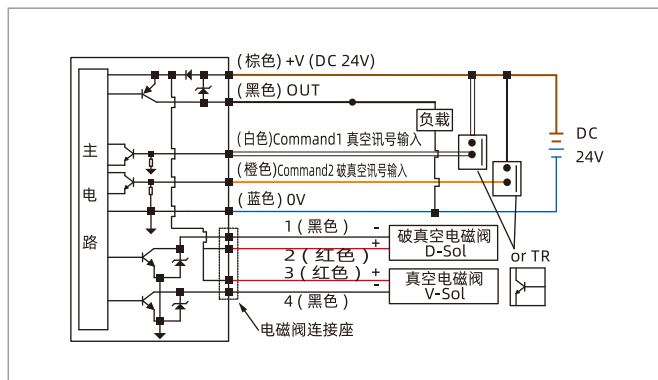 (棕色) +V (DC 24V)
(黑色) OUT
负载
(白色)Command1 真空讯号输入
(橙色)Command2 破真空讯号输入
(蓝色) 0V
DC
24V
主
电
路
1 (黑色) -
+
2 (红色)
3 (红色) +
-
4 (黑色)
破真空电磁阀
D-Sol
真空电磁阀
V-Sol
or TR
电磁阀连接座